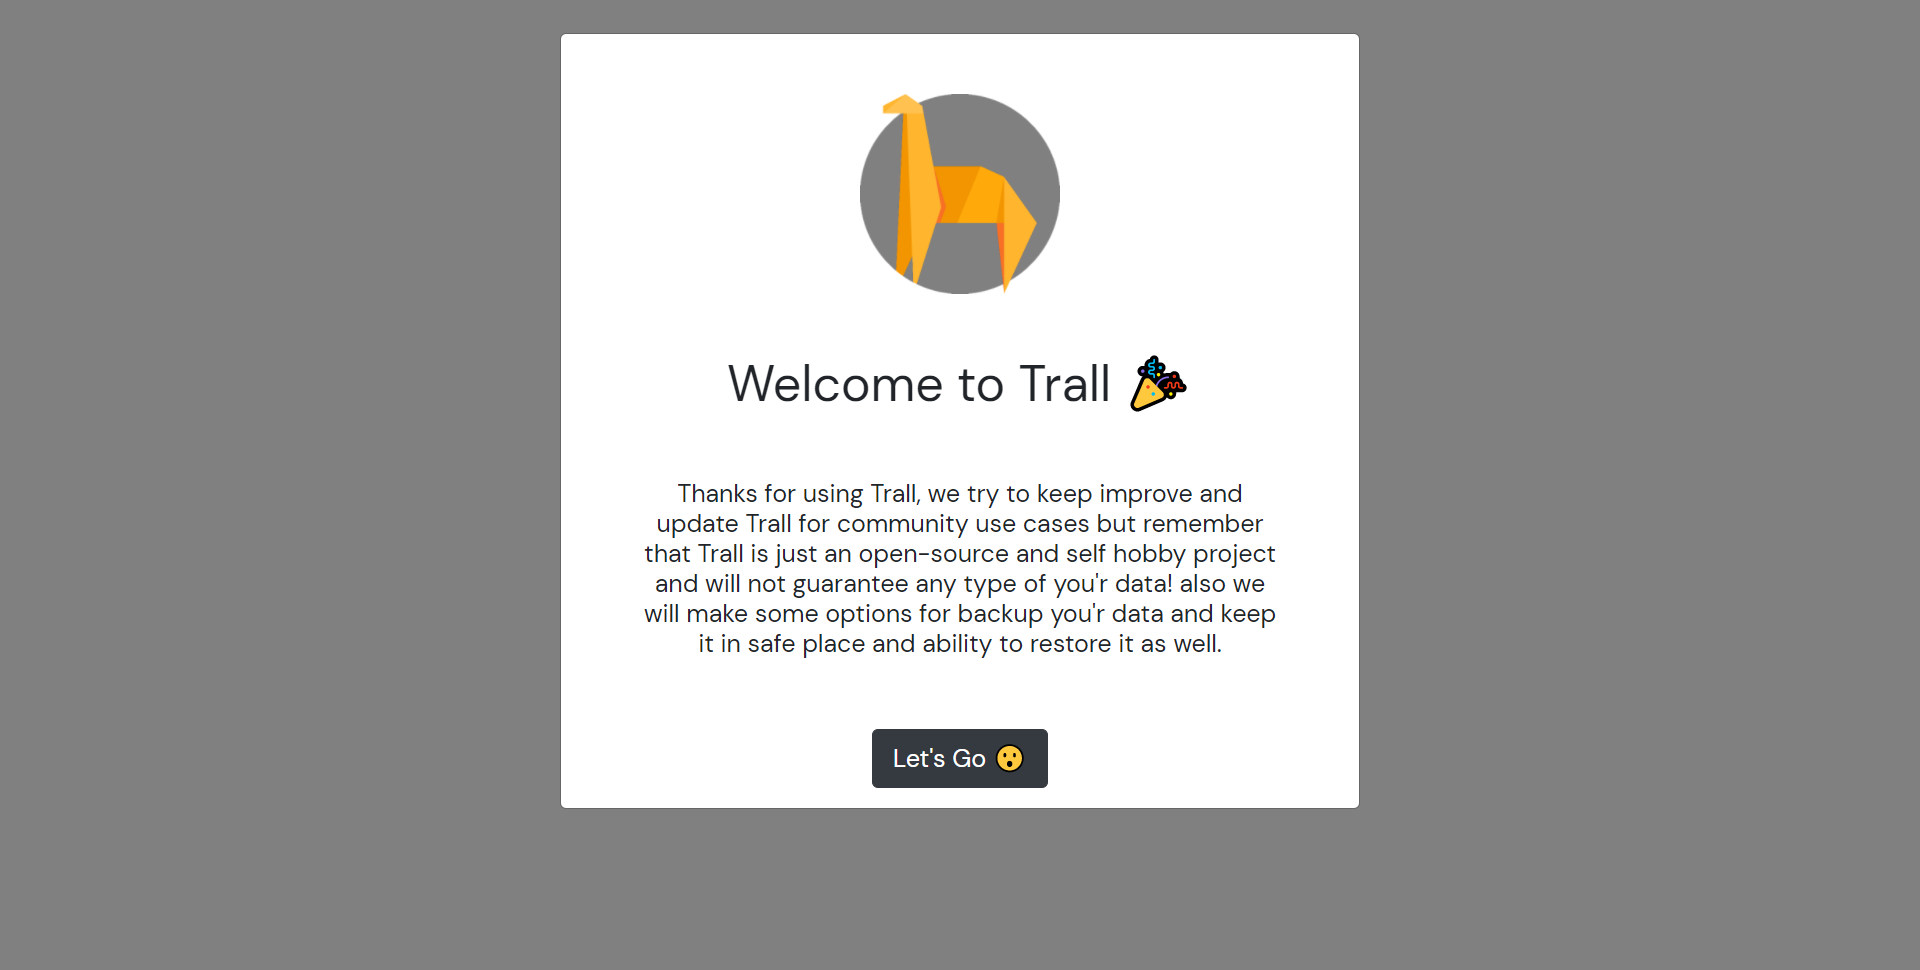 Welcome to Trall 🎉
Thanks for using Trall, we try to keep improve and
update Trall for community use cases but remember
that Trall is just an open-source and self hobby project
and will not guarantee any type of you'r data! also we
will make some options for backup you'r data and keep
it in safe place and ability to restore it as well.
Let's Go 😮